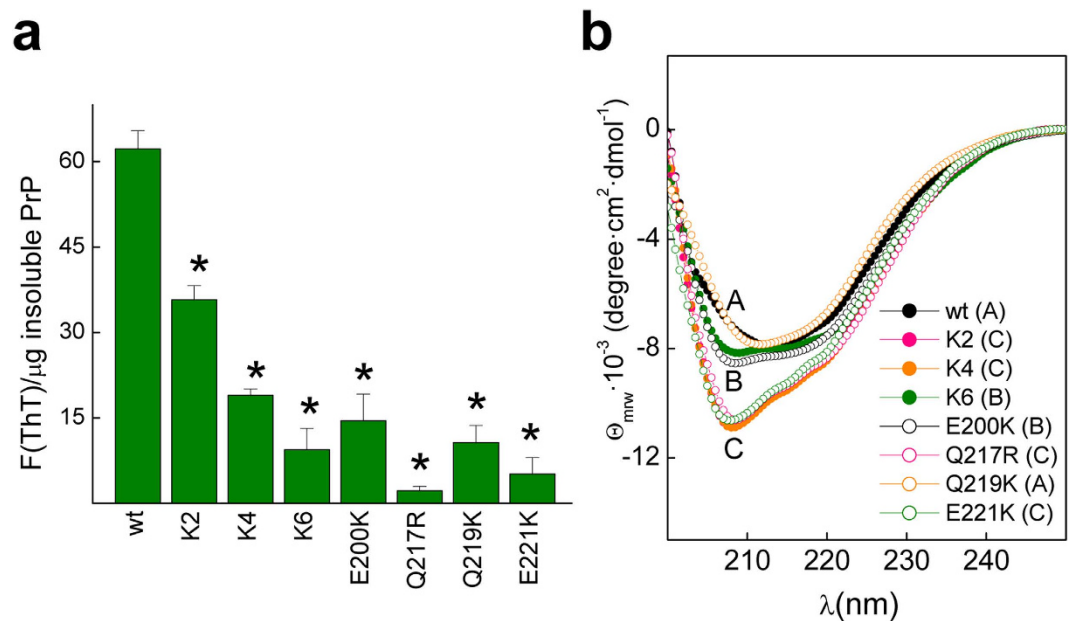 a
F(ThT)/μg insoluble PrP
60
45
30
15
* * * * * * *
wt K2 K4 K6 E200K Q217R Q219K E221K
b
Θmrw ·10⁻³ (degree·cm²·dmol⁻¹)
0
-4
-8
-12
A
B
C
wt (A)
K2 (C)
K4 (C)
K6 (B)
E200K (B)
Q217R (C)
Q219K (A)
E221K (C)
210 220 230 240
λ(nm)